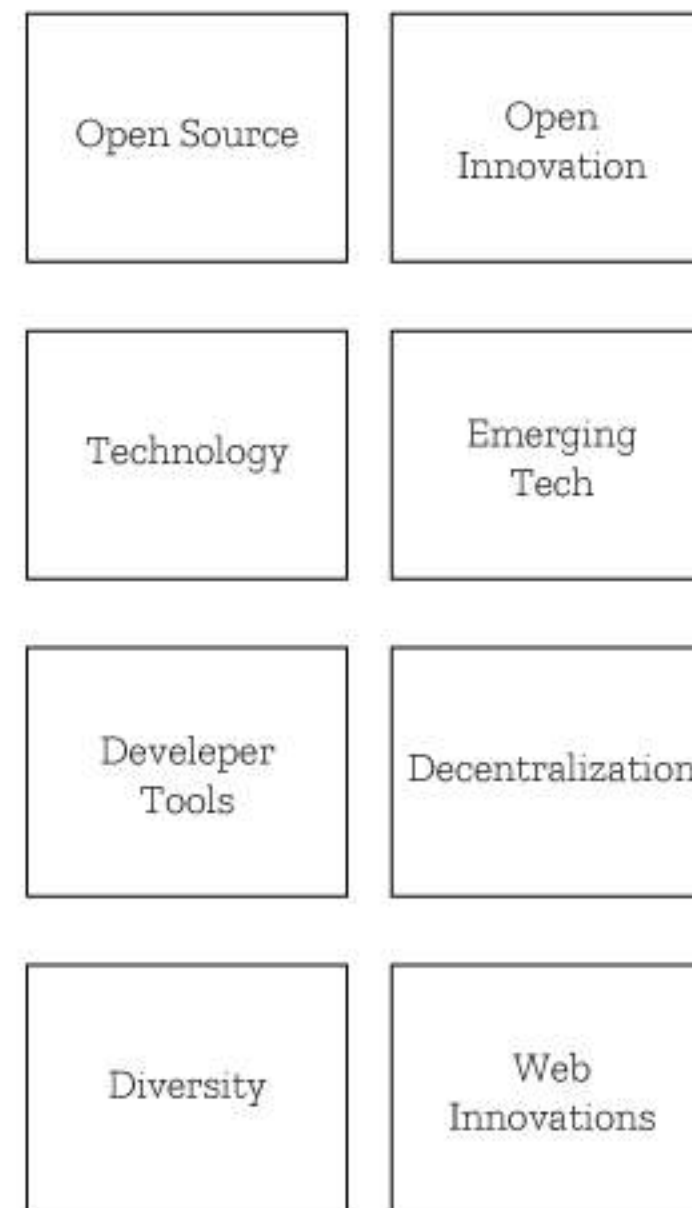 Open Source
Open
Innovation
Technology
Emerging
Tech
Develeper
Tools
Decentralization
Diversity
Web
Innovations